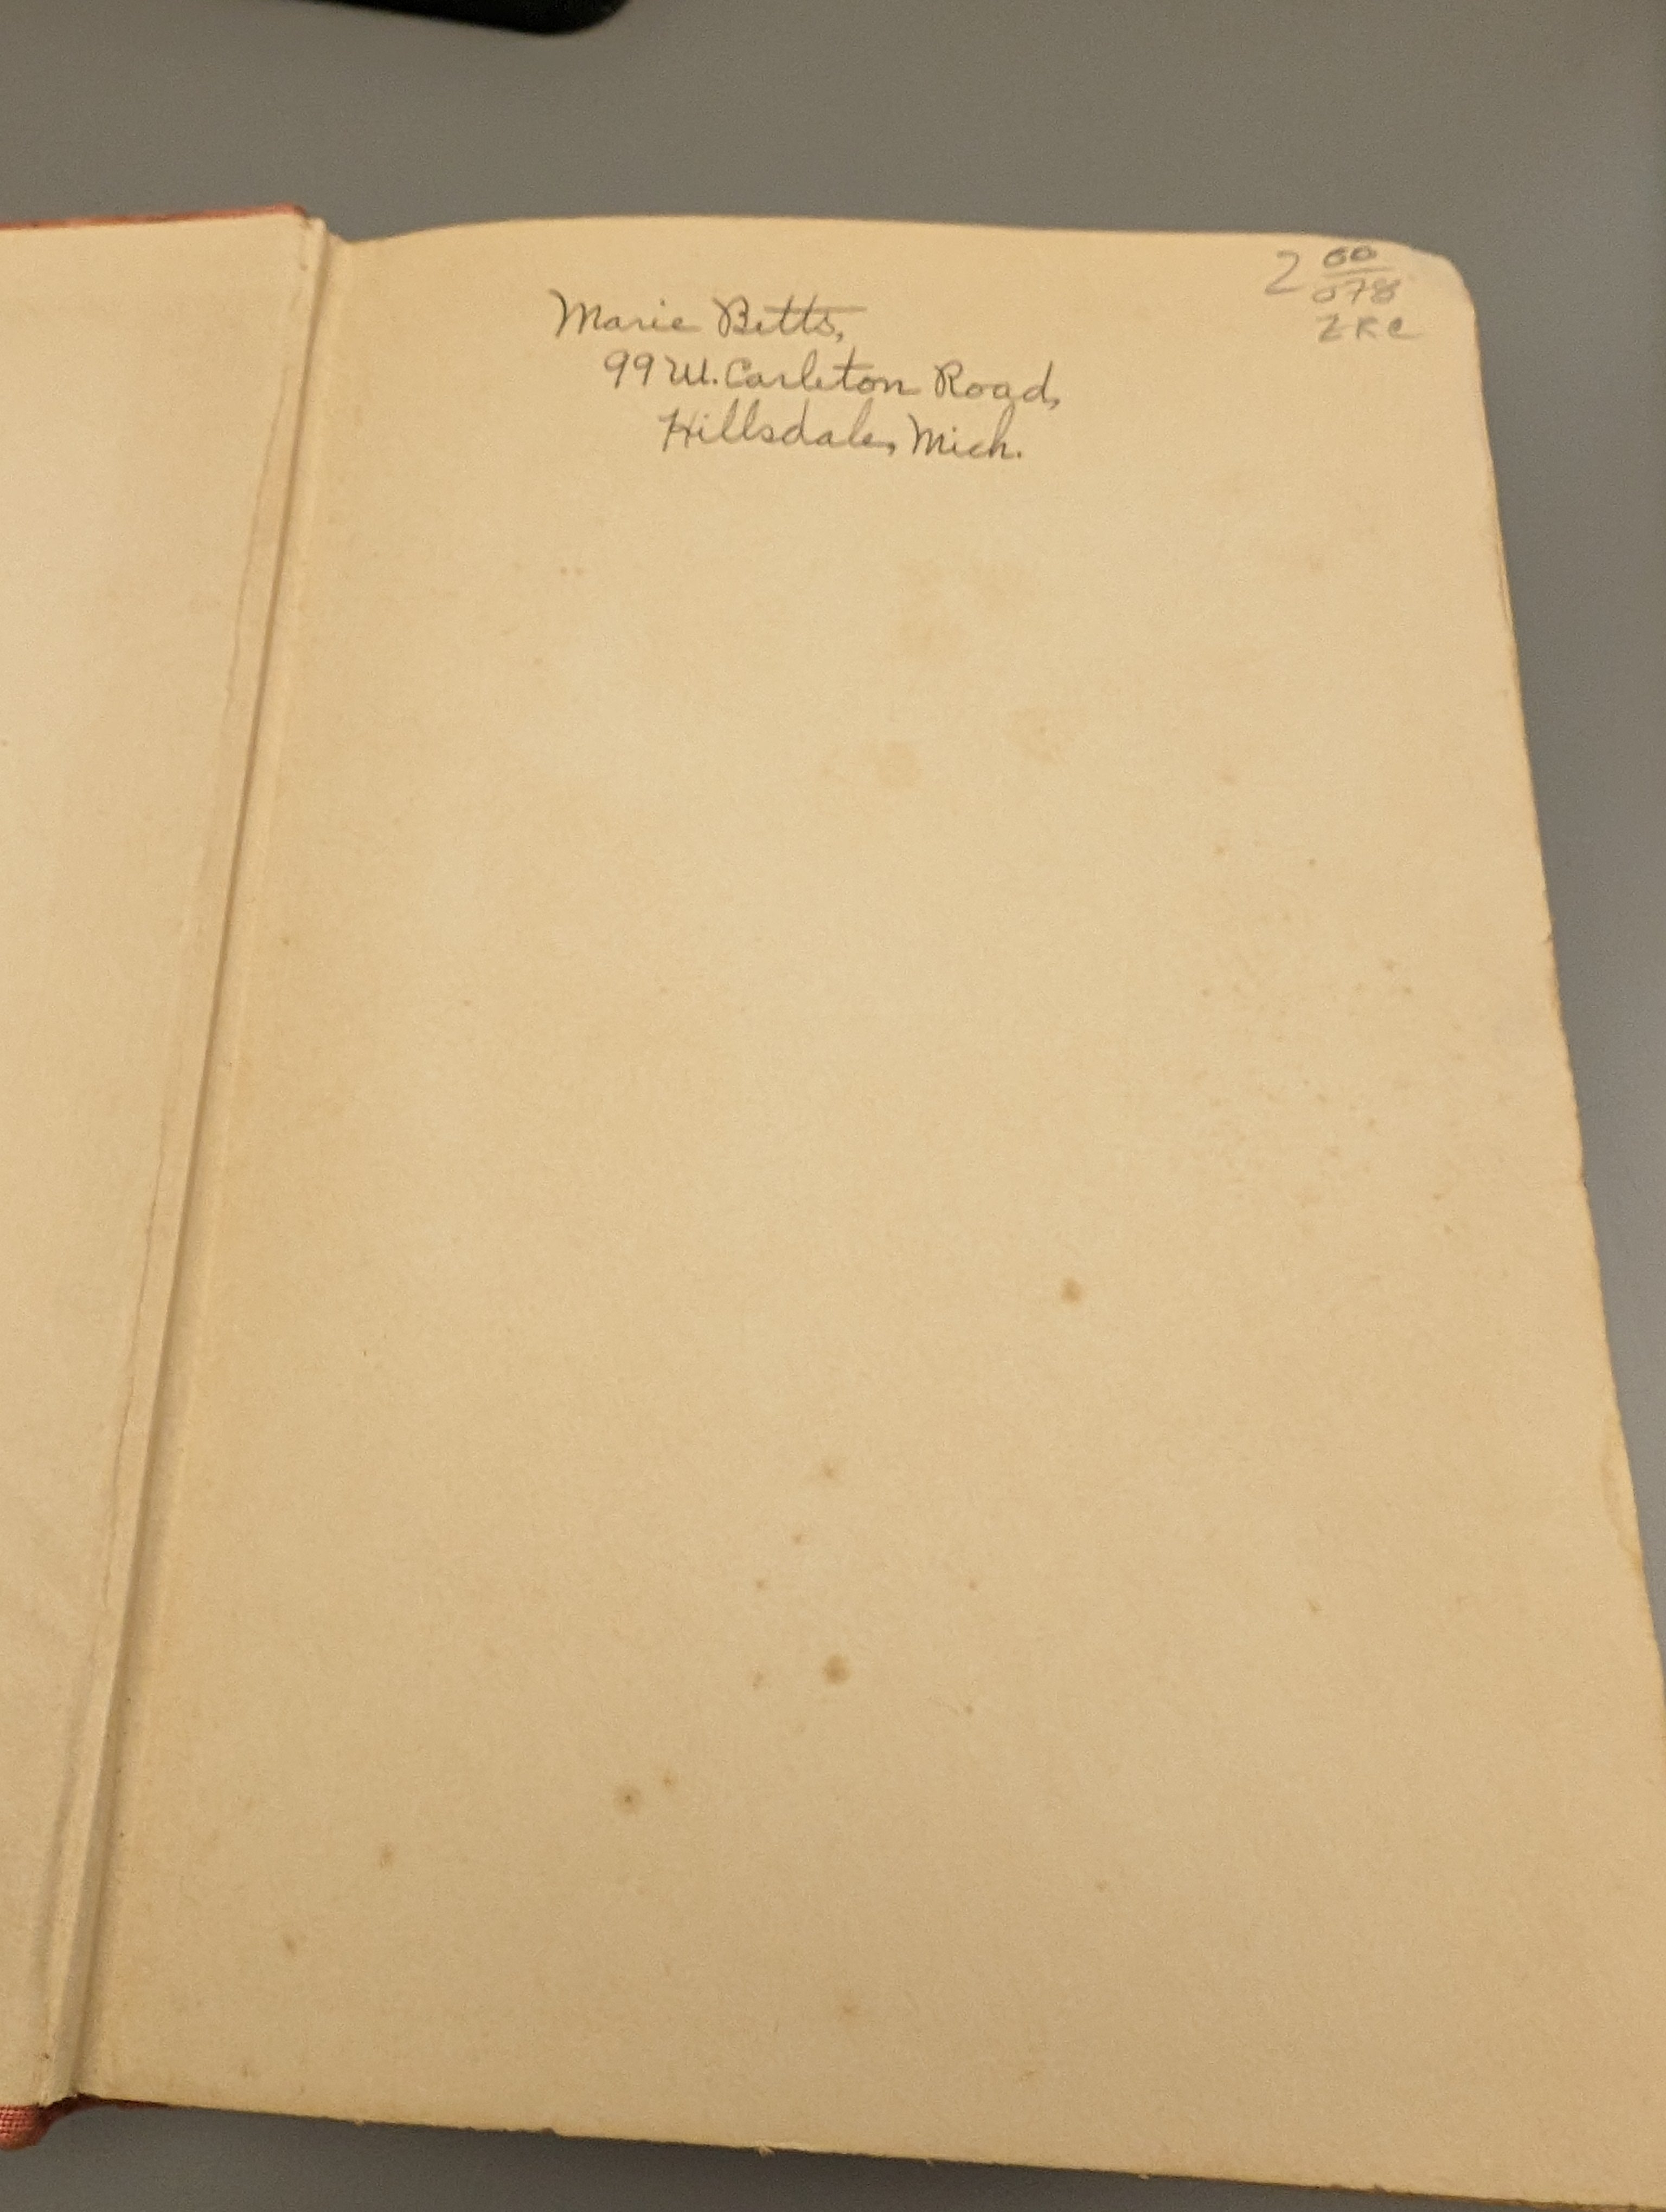 Marie Betts,
99 W. Carleton Road,
Hillsdale, Mich.
2 60
078
ZKC